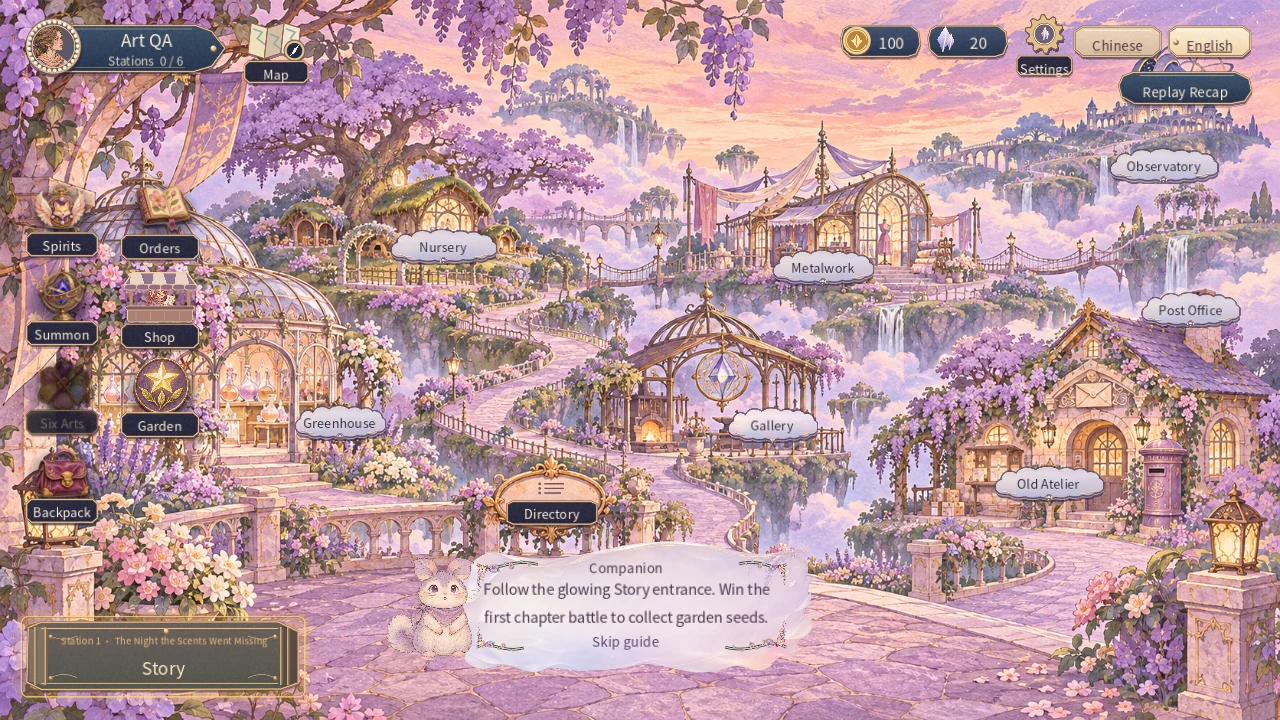 Art QA
Stations 0 / 6
Map
100
20
Settings
Chinese
English
Replay Recap
Observatory
Spirits
Orders
Nursery
Metalwork
Summon
Shop
Post Office
Six Arts
Garden
Greenhouse
Gallery
Old Atelier
Backpack
Directory
Companion
Follow the glowing Story entrance. Win the
first chapter battle to collect garden seeds.
Skip guide
Station 1 · The Night the Scents Went Missing
Story